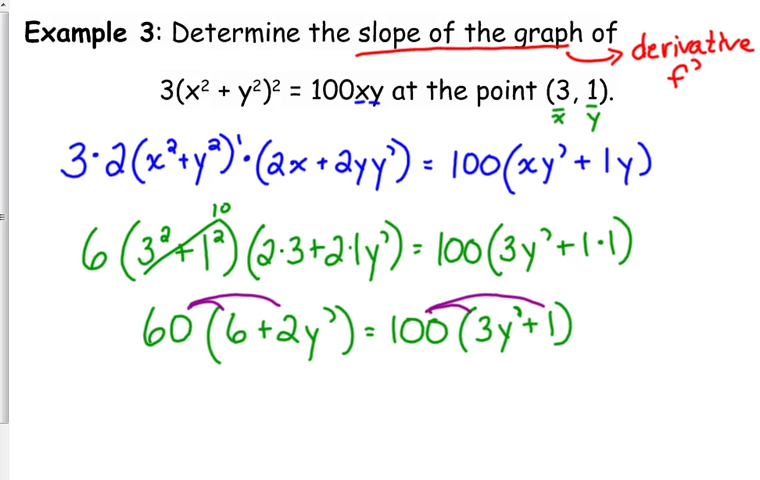 Example 3: Determine the slope of the graph of
derivative
f'
3(x² + y²)² = 100xy at the point (3, 1).
x y
3·2(x²+y²)¹·(2x+2yy') = 100(xy'+1y)
10
6(3²+1²)(2·3+2·1y') = 100(3y'+1·1)
60(6+2y') = 100(3y'+1)